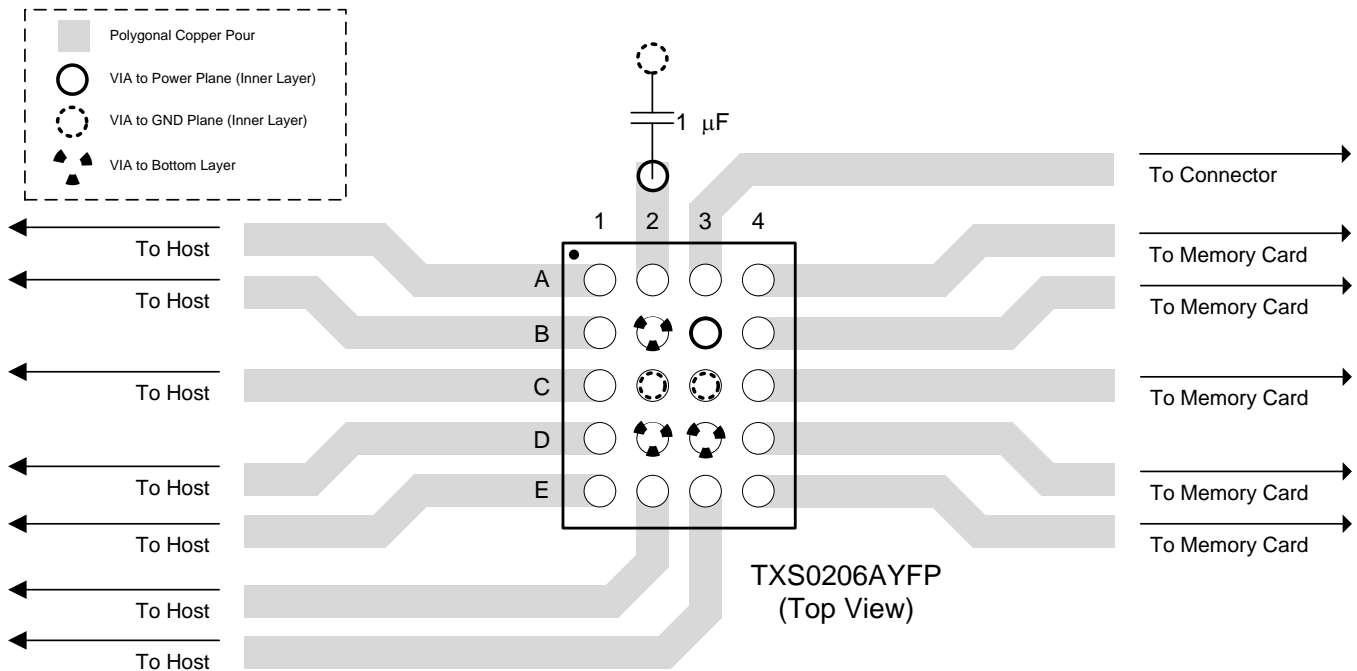 Polygonal Copper Pour
VIA to Power Plane (Inner Layer)
VIA to GND Plane (Inner Layer)
VIA to Bottom Layer
1 μF
To Connector
1 2 3 4
To Host
To Memory Card
A
To Host
To Memory Card
B
To Host
C
To Memory Card
D
To Host
To Memory Card
E
To Host
To Memory Card
TXS0206AYFP
(Top View)
To Host
To Host